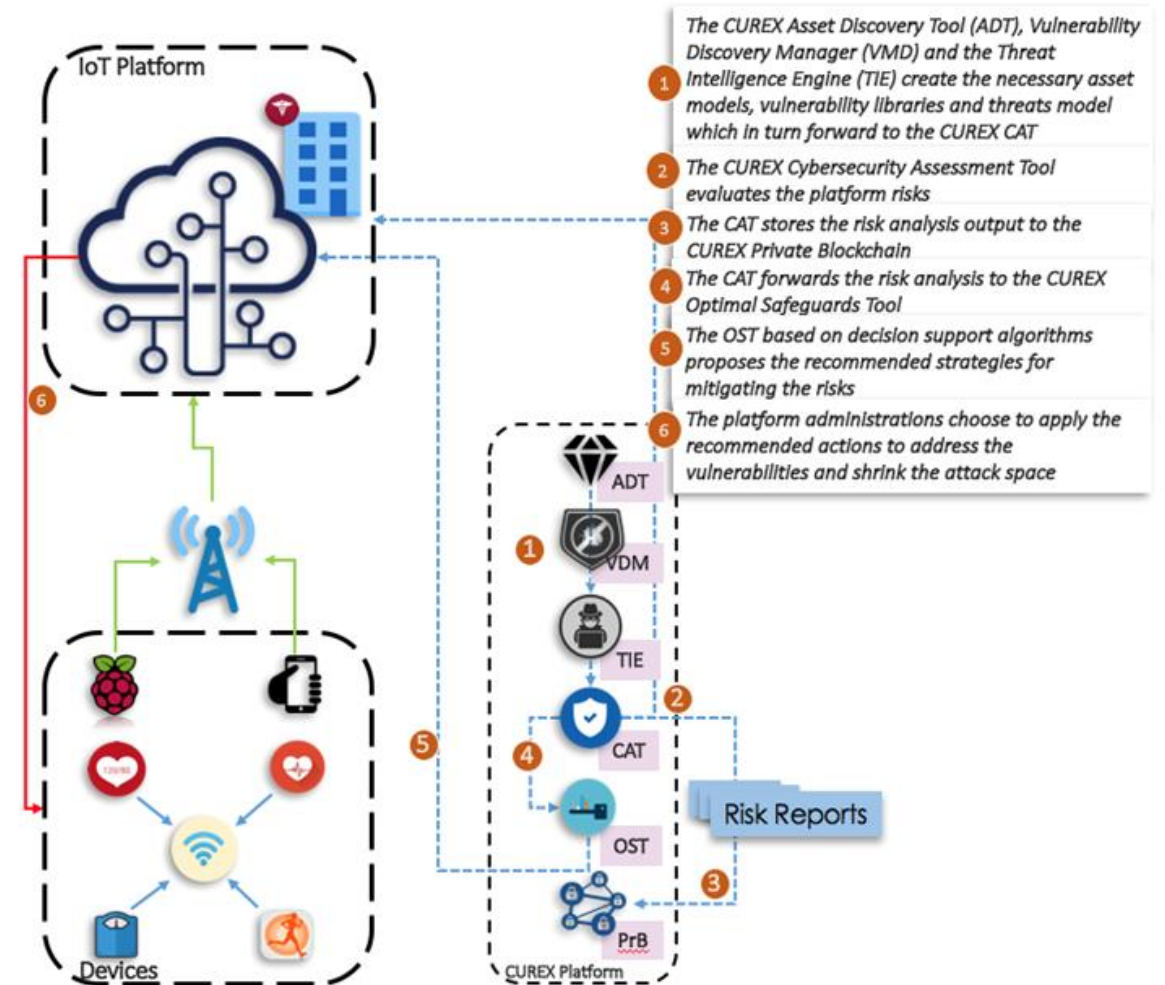 IoT Platform
1
The CUREX Asset Discovery Tool (ADT), Vulnerability
Discovery Manager (VMD) and the Threat
Intelligence Engine (TIE) create the necessary asset
models, vulnerability libraries and threats model
which in turn forward to the CUREX CAT
2
The CUREX Cybersecurity Assessment Tool
evaluates the platform risks
3
The CAT stores the risk analysis output to the
CUREX Private Blockchain
4
The CAT forwards the risk analysis to the CUREX
Optimal Safeguards Tool
5
The OST based on decision support algorithms
proposes the recommended strategies for
mitigating the risks
6
The platform administrations choose to apply the
recommended actions to address the
vulnerabilities and shrink the attack space
6
ADT
1
VDM
TIE
2
CAT
5
4
Risk Reports
OST
3
PrB
CUREX Platform
120/80
Devices